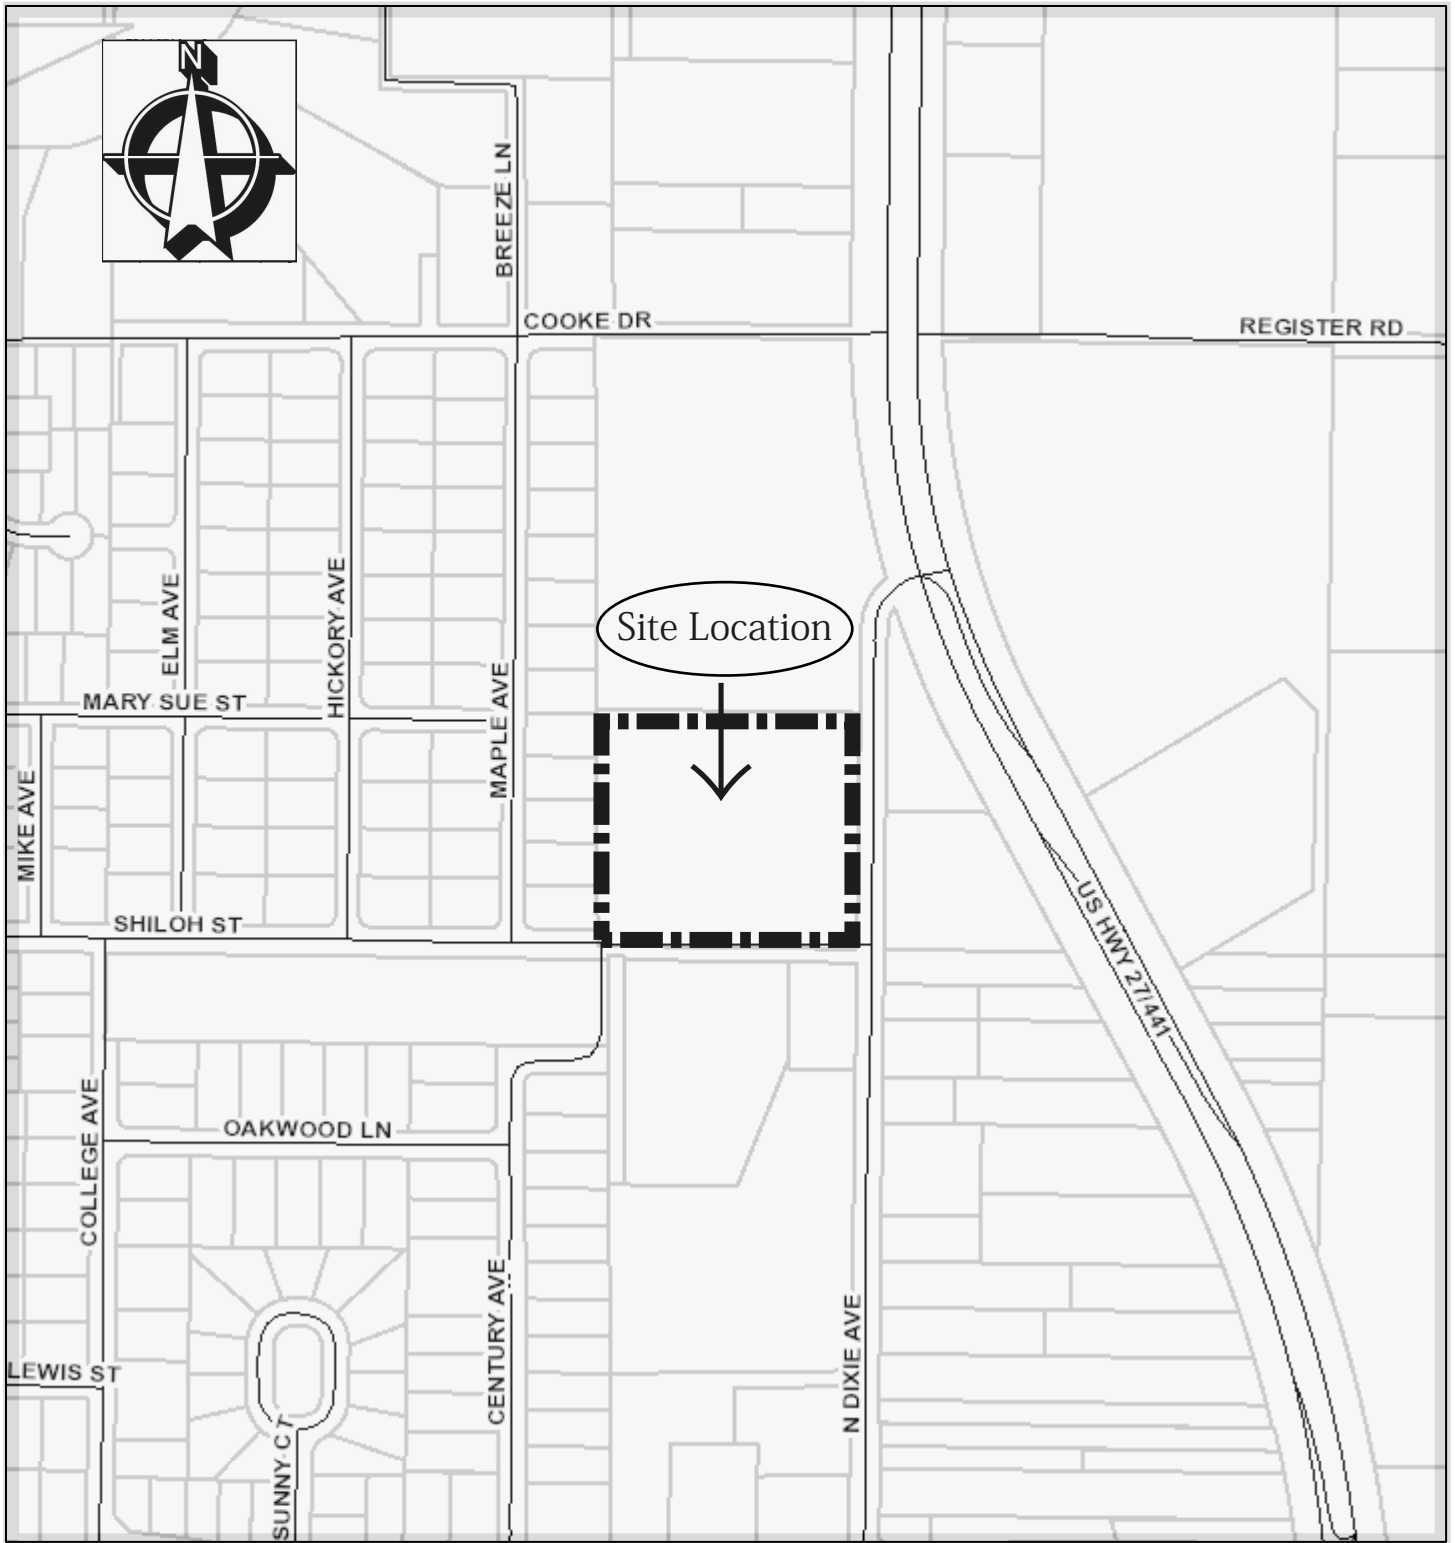 N
BREEZE LN
COOKE DR
REGISTER RD
ELM AVE
HICKORY AVE
Site Location
MARY SUE ST
MAPLE AVE
MIKE AVE
SHILOH ST
US HWY 27/441
COLLEGE AVE
OAKWOOD LN
CENTURY AVE
N DIXIE AVE
LEWIS ST
SUNNY CT